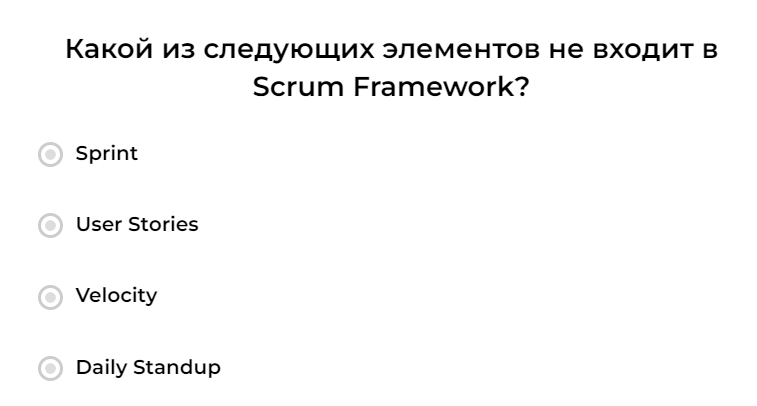 Какой из следующих элементов не входит в
Scrum Framework?
Sprint
User Stories
Velocity
Daily Standup